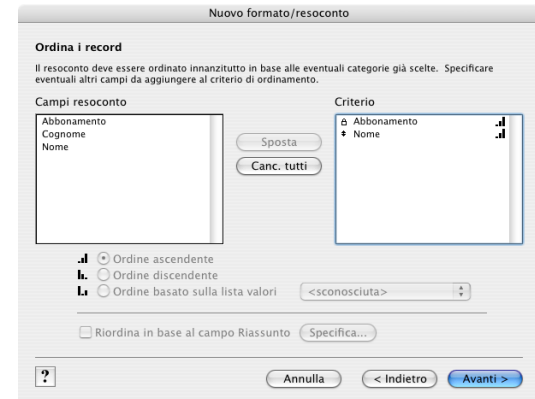 Nuovo formato/resoconto
Ordina i record
Il resoconto deve essere ordinato innanzitutto in base alle eventuali categorie già scelte. Specificare
eventuali altri campi da aggiungere al criterio di ordinamento.
Campi resoconto
Criterio
Abbonamento
Cognome
Nome
Sposta
Canc. tutti
Abbonamento
Nome
Ordine ascendente
Ordine discendente
Ordine basato sulla lista valori
<sconosciuta>
Riordina in base al campo Riassunto
Specifica...
?
Annulla
< Indietro
Avanti >